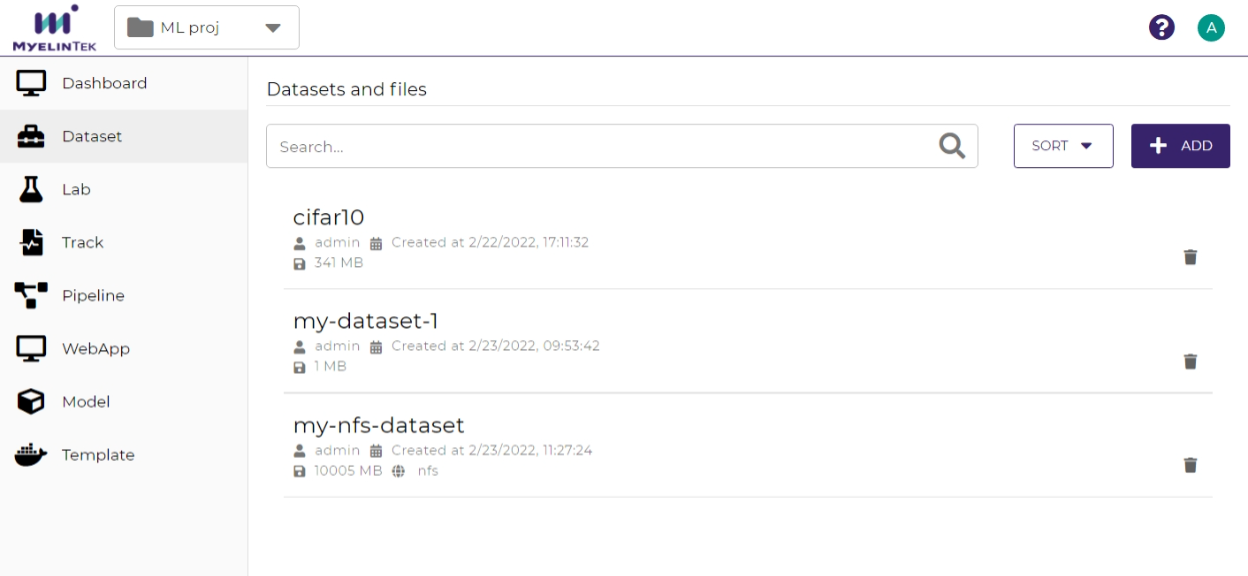 MYELINTEK
ML proj
?
A
Dashboard
Dataset
Lab
Track
Pipeline
WebApp
Model
Template
Datasets and files
Search...
SORT
ADD
cifar10
admin Created at 2/22/2022, 17:11:32
341 MB
my-dataset-1
admin Created at 2/23/2022, 09:53:42
1 MB
my-nfs-dataset
admin Created at 2/23/2022, 11:27:24
10005 MB nfs